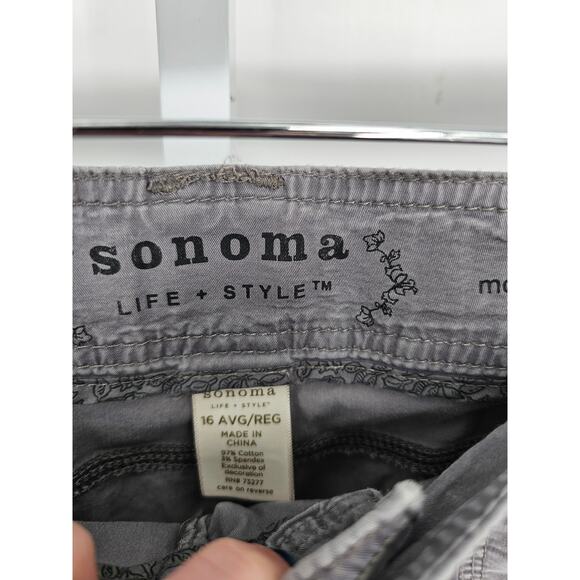 sonoma
LIFE + STYLE™
mo
sonoma
LIFE + STYLE™
16 AVG/REG
MADE IN
CHINA
97% Cotton
3% Spandex
Exclusive of
decoration
RN# 73277
care on reverse